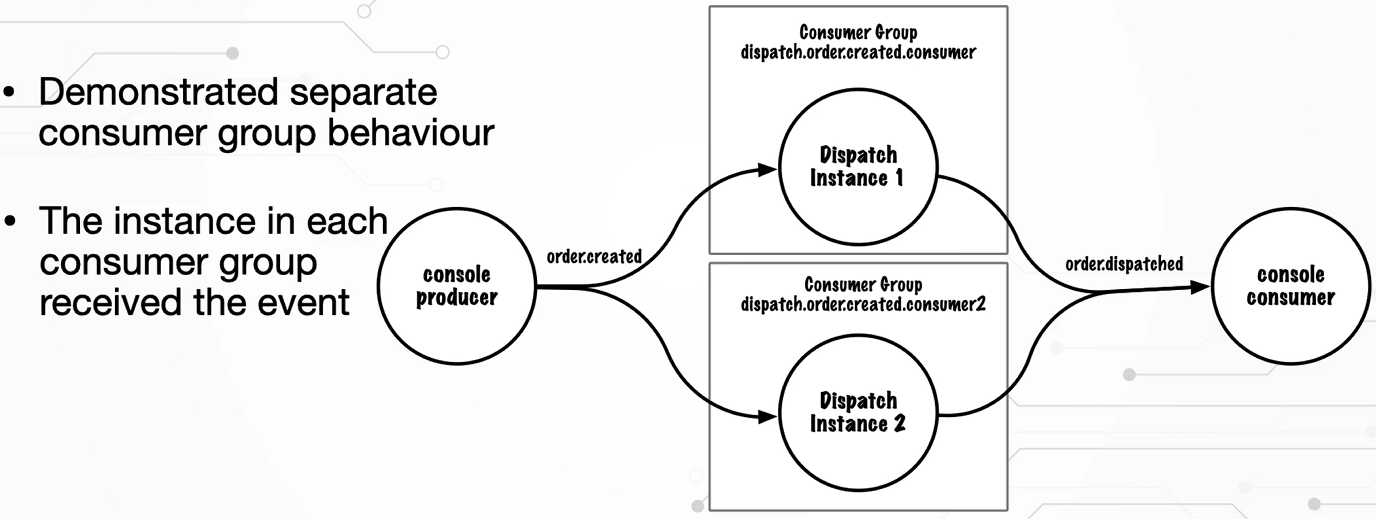 • Demonstrated separate
consumer group behaviour
• The instance in each
consumer group
received the event
console
producer
order.created
Consumer Group
dispatch.order.created.consumer
Dispatch
Instance 1
Consumer Group
dispatch.order.created.consumer2
Dispatch
Instance 2
order.dispatched
console
consumer